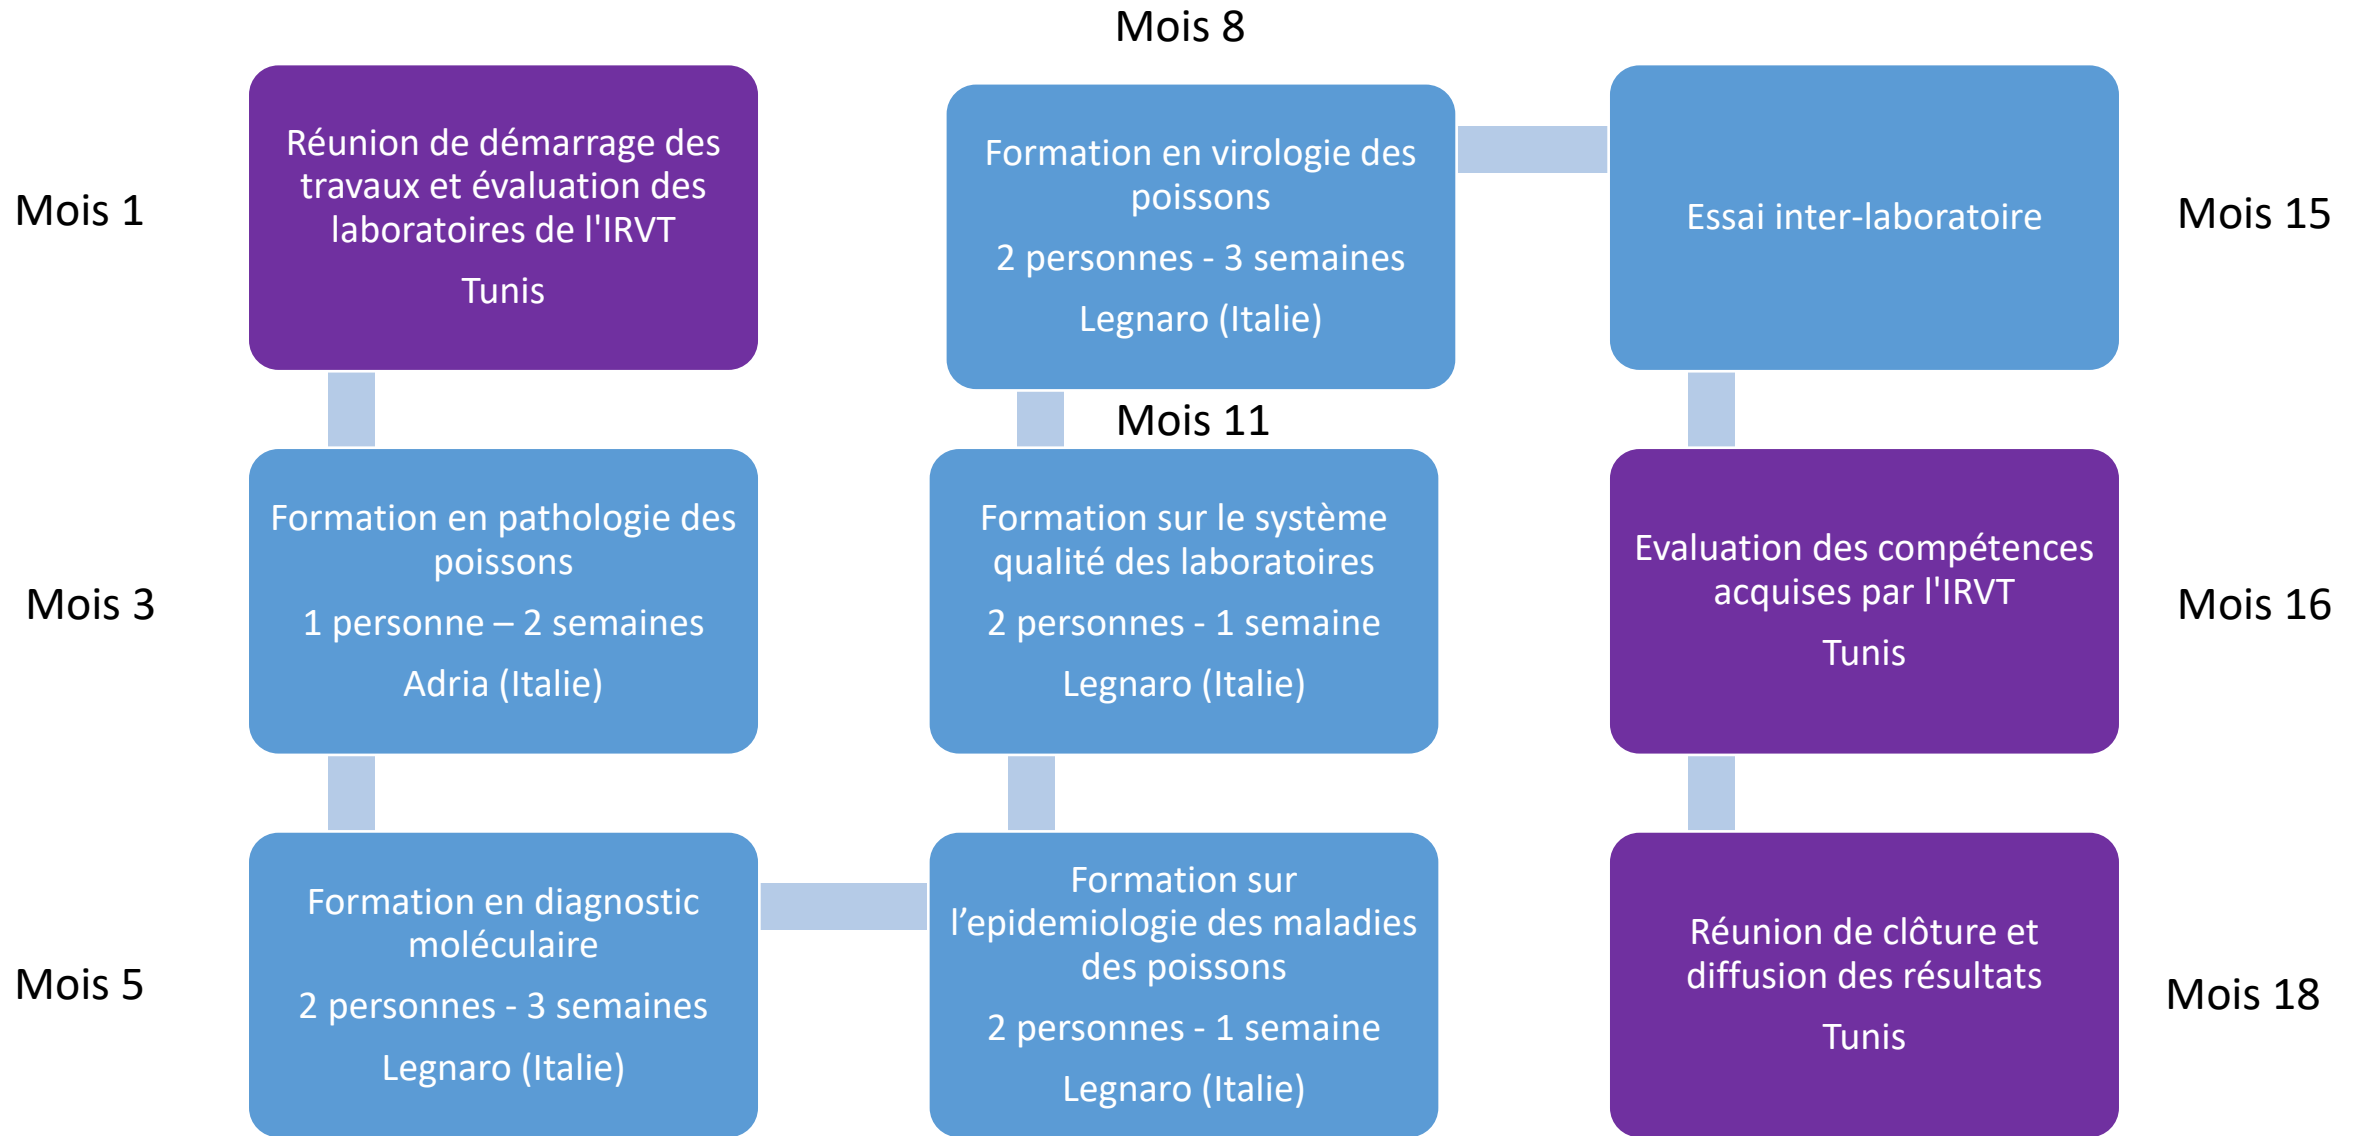 Mois 1
Réunion de démarrage des
travaux et évaluation des
laboratoires de l'IRVT
Tunis
Mois 3
Formation en pathologie des
poissons
1 personne – 2 semaines
Adria (Italie)
Mois 5
Formation en diagnostic
moléculaire
2 personnes - 3 semaines
Legnaro (Italie)
Mois 8
Formation en virologie des
poissons
2 personnes - 3 semaines
Legnaro (Italie)
Mois 11
Formation sur le système
qualité des laboratoires
2 personnes - 1 semaine
Legnaro (Italie)
Formation sur
l’epidemiologie des maladies
des poissons
2 personnes - 1 semaine
Legnaro (Italie)
Essai inter-laboratoire
Mois 15
Evaluation des compétences
acquises par l'IRVT
Tunis
Mois 16
Réunion de clôture et
diffusion des résultats
Tunis
Mois 18